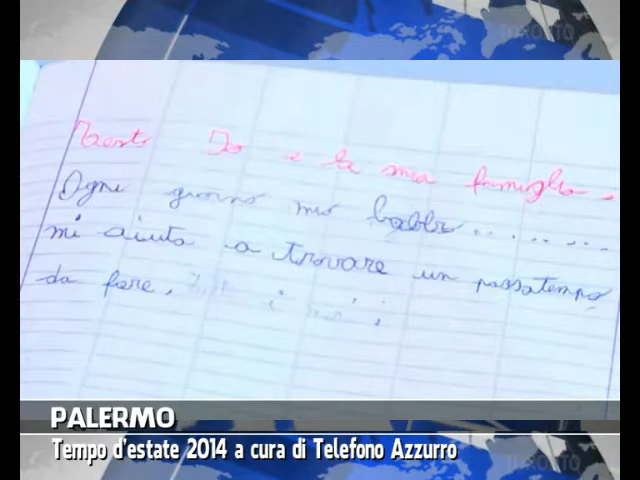 Io e la mia famiglia.
Ogni giorno mio babbo..........
mi aiuta a trovare un passatempo
da fare,
PALERMO
Tempo d'estate 2014 a cura di Telefono Azzurro